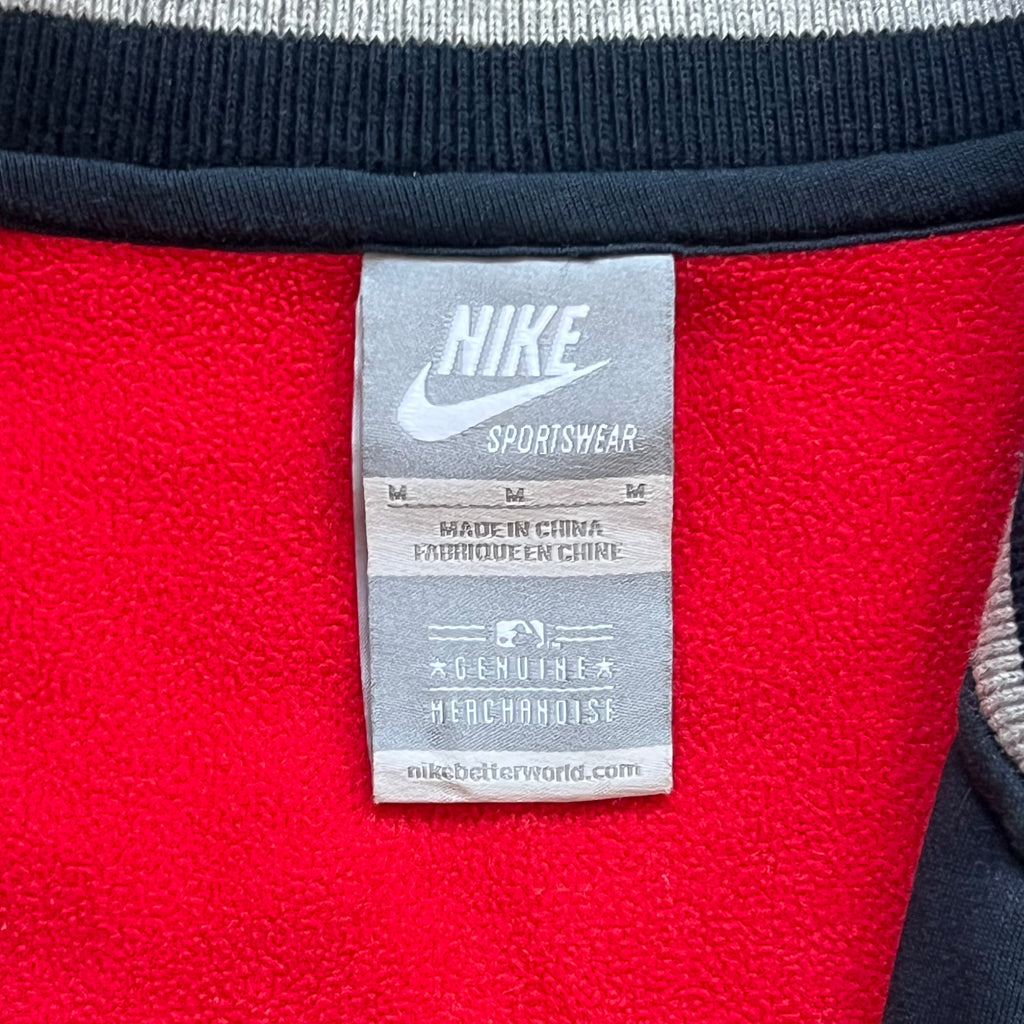 NIKE
SPORTSWEAR
M M M
MADE IN CHINA
FABRIQUE EN CHINE
GENUINE
MERCHANDISE
nikebetterworld.com